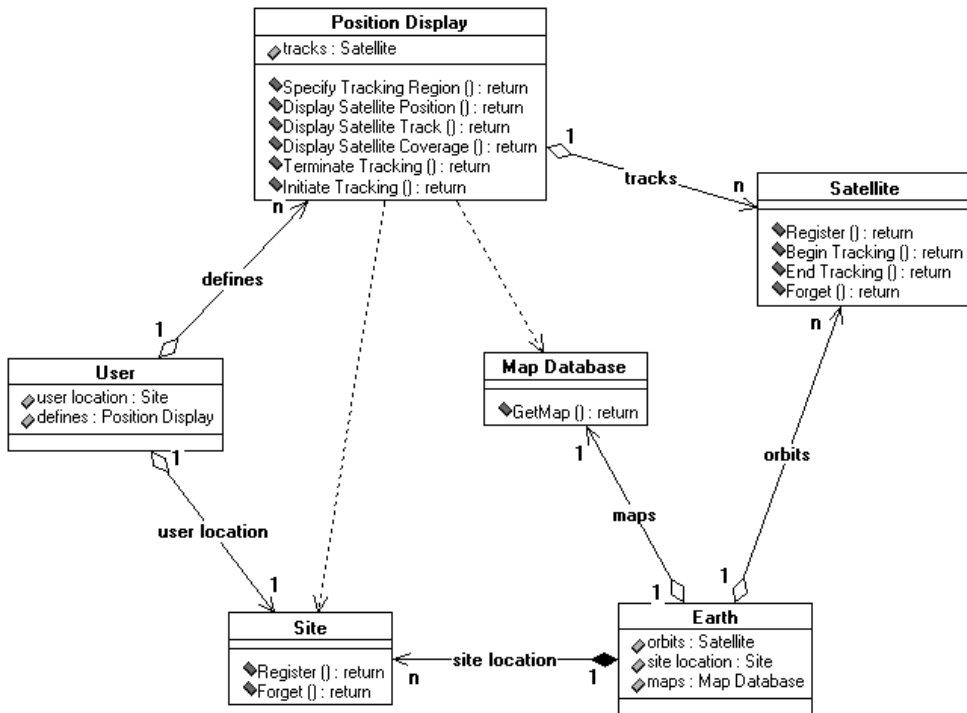 Position Display
tracks : Satellite
Specify Tracking Region () : return
Display Satellite Position () : return
Display Satellite Track () : return
Display Satellite Coverage () : return
Terminate Tracking () : return
Initiate Tracking () : return
1
tracks
n
Satellite
Register () : return
Begin Tracking () : return
End Tracking () : return
Forget () : return
n
n
defines
1
User
user location : Site
defines : Position Display
1
Map Database
GetMap () : return
1
orbits
maps
user location
1
1
1
Site
Register () : return
Forget () : return
n
site location
1
Earth
orbits : Satellite
site location : Site
maps : Map Database